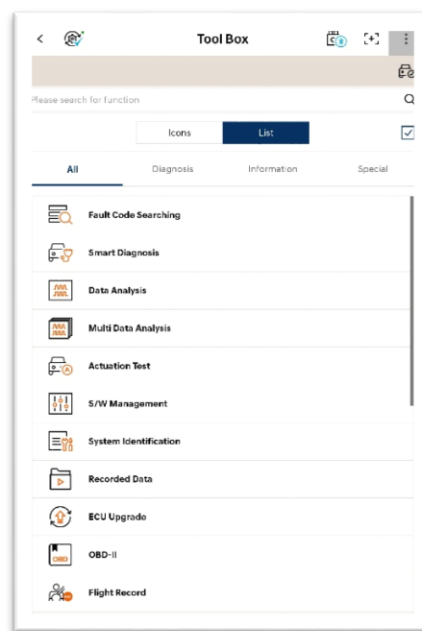 Tool Box
Please search for function
Icons List
All Diagnosis Information Special
Fault Code Searching
Smart Diagnosis
Data Analysis
Multi Data Analysis
Actuation Test
S/W Management
System Identification
Recorded Data
ECU Upgrade
OBD
OBD-II
Flight Record